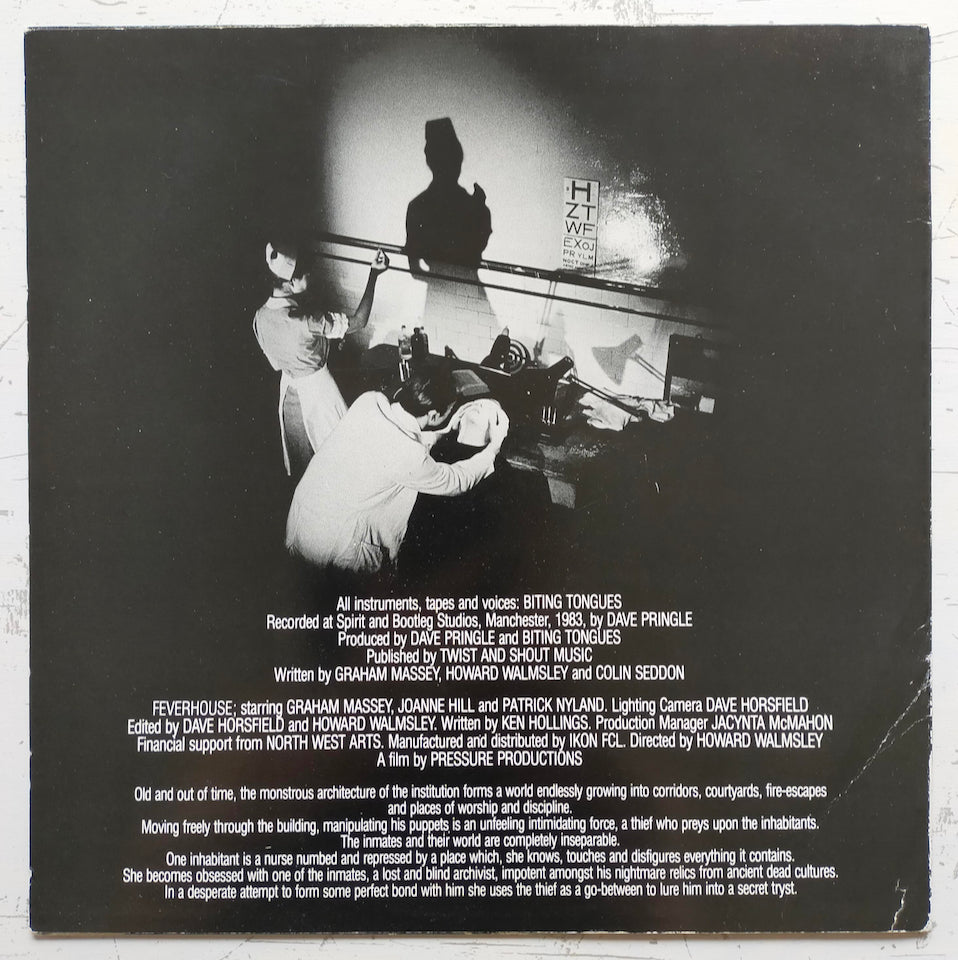 H
ZT
WF
EXOJ
PRYLM
All instruments, tapes and voices: BITING TONGUES
Recorded at Spirit and Bootleg Studios, Manchester, 1983, by DAVE PRINGLE
Produced by DAVE PRINGLE and BITING TONGUES
Published by TWIST AND SHOUT MUSIC
Written by GRAHAM MASSEY, HOWARD WALMSLEY and COLIN SEDDON
FEVERHOUSE; starring GRAHAM MASSEY, JOANNE HILL and PATRICK NYLAND. Lighting Camera DAVE HORSFIELD
Edited by DAVE HORSFIELD and HOWARD WALMSLEY. Written by KEN HOLLINGS. Production Manager JACYNTA McMAHON
Financial support from NORTH WEST ARTS. Manufactured and distributed by IKON FCL. Directed by HOWARD WALMSLEY
A film by PRESSURE PRODUCTIONS
Old and out of time, the monstrous architecture of the institution forms a world endlessly growing into corridors, courtyards, fire-escapes
and places of worship and discipline.
Moving freely through the building, manipulating his puppets is an unfeeling intimidating force, a thief who preys upon the inhabitants.
The inmates and their world are completely inseparable.
One inhabitant is a nurse numbed and repressed by a place which, she knows, touches and disfigures everything it contains.
She becomes obsessed with one of the inmates, a lost and blind archivist, impotent amongst his nightmare relics from ancient dead cultures.
In a desperate attempt to form some perfect bond with him she uses the thief as a go-between to lure him into a secret tryst.